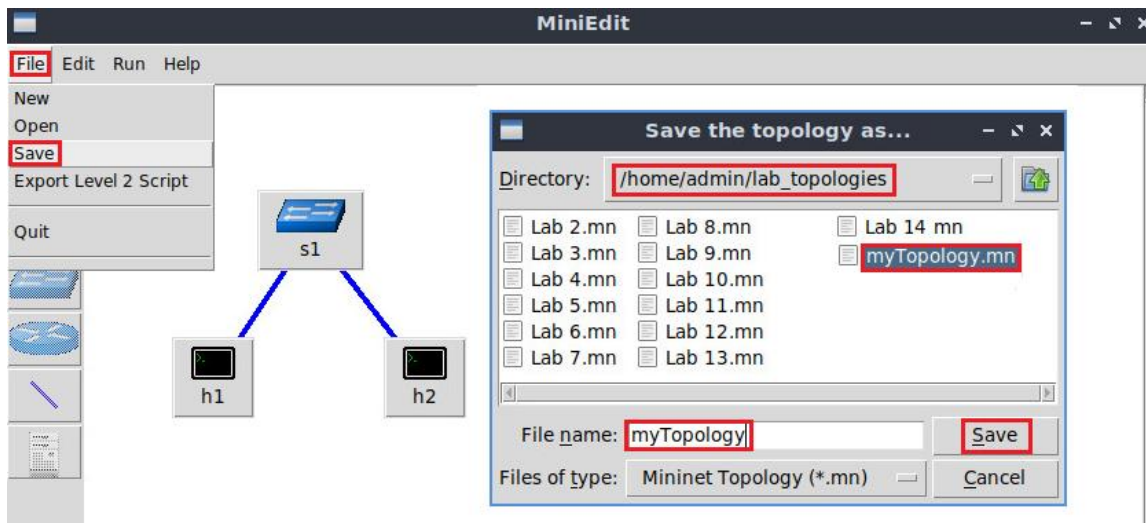 MiniEdit
File Edit Run Help
New
Open
Save
Export Level 2 Script
Quit
s1
h1
h2
Save the topology as...
Directory: /home/admin/lab_topologies
Lab 2.mn
Lab 3.mn
Lab 4.mn
Lab 5.mn
Lab 6.mn
Lab 7.mn
Lab 8.mn
Lab 9.mn
Lab 10.mn
Lab 11.mn
Lab 12.mn
Lab 13.mn
Lab 14 mn
myTopology.mn
File name: myTopology
Save
Files of type: Mininet Topology (*.mn)
Cancel